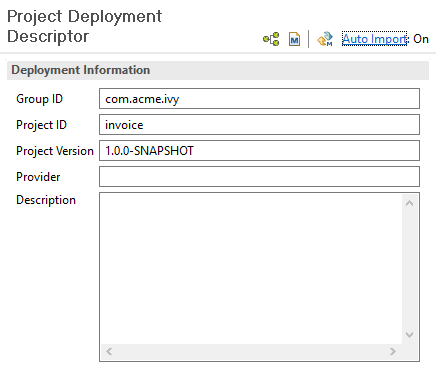 Project Deployment
Descriptor
M
M
Auto Import: On
Deployment Information
Group ID com.acme.ivy
Project ID invoice
Project Version 1.0.0-SNAPSHOT
Provider
Description